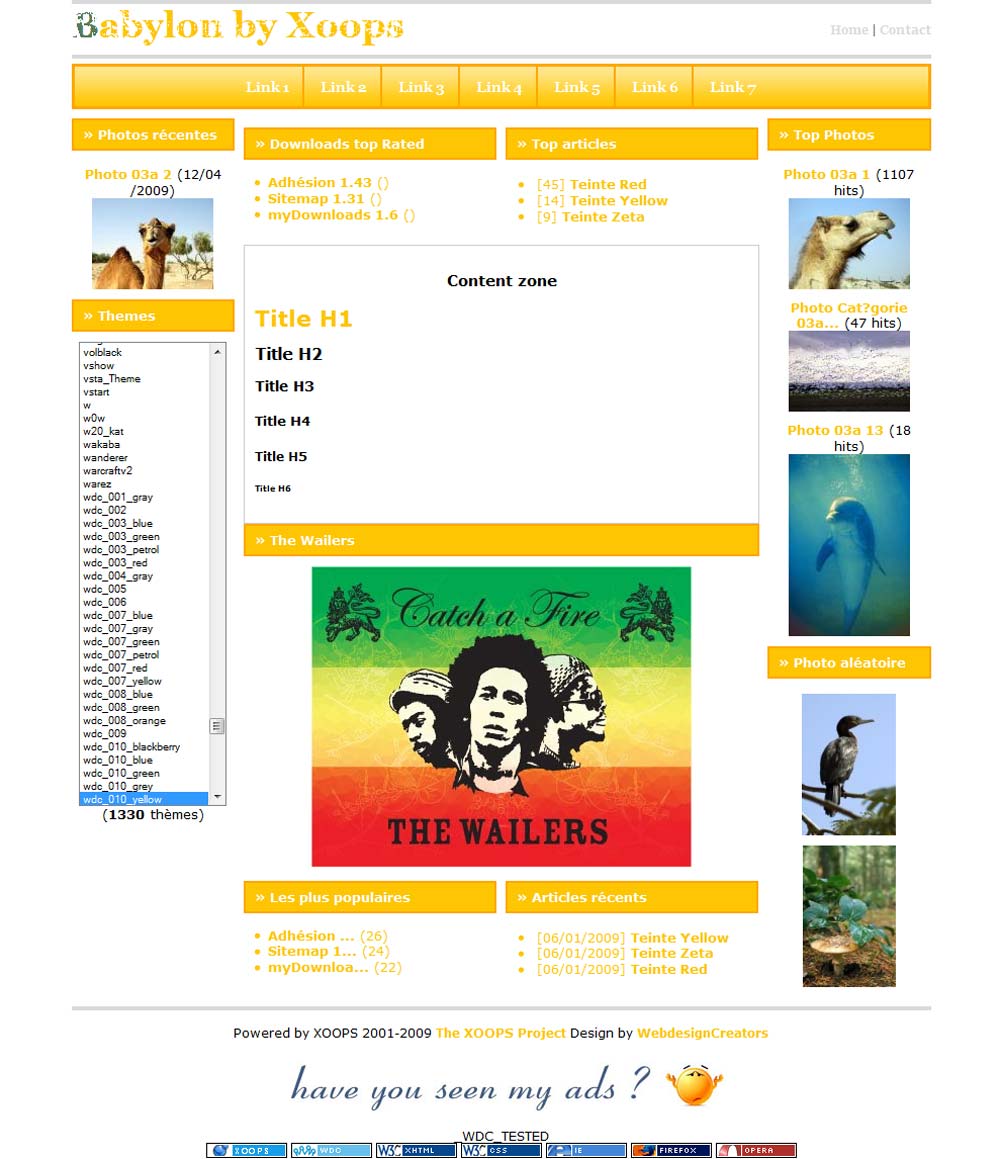 Babylon by Xoops
Home | Contact
Link 1 Link 2 Link 3 Link 4 Link 5 Link 6 Link 7
» Photos récentes
Photo 03a 2 (12/04
/2009)
» Themes
volblack
vshow
vsta_Theme
vstart
w
w0w
w20_kat
wakaba
wanderer
warcraftv2
warez
wdc_001_gray
wdc_002
wdc_003_blue
wdc_003_green
wdc_003_petrol
wdc_003_red
wdc_004_gray
wdc_005
wdc_006
wdc_007_blue
wdc_007_gray
wdc_007_green
wdc_007_petrol
wdc_007_red
wdc_007_yellow
wdc_008_blue
wdc_008_green
wdc_008_orange
wdc_009
wdc_010_blackberry
wdc_010_blue
wdc_010_green
wdc_010_grey
wdc_010_yellow
(1330 thèmes)
» Downloads top Rated
Adhésion 1.43 ()
Sitemap 1.31 ()
myDownloads 1.6 ()
» Top articles
[45] Teinte Red
[14] Teinte Yellow
[9] Teinte Zeta
Content zone
Title H1
Title H2
Title H3
Title H4
Title H5
Title H6
» The Wailers
Catch a Fire
THE WAILERS
» Les plus populaires
Adhésion ... (26)
Sitemap 1... (24)
myDownloa... (22)
» Articles récents
[06/01/2009] Teinte Yellow
[06/01/2009] Teinte Zeta
[06/01/2009] Teinte Red
» Top Photos
Photo 03a 1 (1107
hits)
Photo Cat?gorie
03a... (47 hits)
Photo 03a 13 (18
hits)
» Photo aléatoire
Powered by XOOPS 2001-2009 The XOOPS Project Design by WebdesignCreators
have you seen my ads ?
_WDC_TESTED
XOOPS WDC W3C XHTML W3C CSS IE FIREFOX OPERA